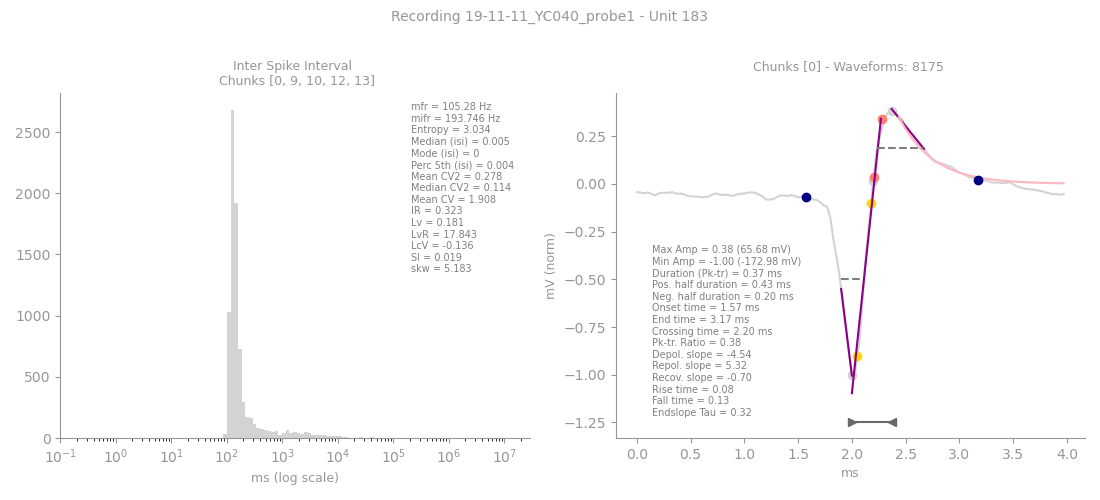 Recording 19-11-11_YC040_probe1 - Unit 183
Inter Spike Interval
Chunks [0, 9, 10, 12, 13]
mfr = 105.28 Hz
mifr = 193.746 Hz
Entropy = 3.034
Median (isi) = 0.005
Mode (isi) = 0
Perc 5th (isi) = 0.004
Mean CV2 = 0.278
Median CV2 = 0.114
Mean CV = 1.908
IR = 0.323
Lv = 0.181
LvR = 17.843
LcV = -0.136
SI = 0.019
skw = 5.183
2500
2000
1500
1000
500
0
10⁻¹ 10⁰ 10¹ 10² 10³ 10⁴ 10⁵ 10⁶ 10⁷
ms (log scale)
Chunks [0] - Waveforms: 8175
0.25
0.00
−0.25
−0.50
−0.75
−1.00
−1.25
mV (norm)
Max Amp = 0.38 (65.68 mV)
Min Amp = -1.00 (-172.98 mV)
Duration (Pk-tr) = 0.37 ms
Pos. half duration = 0.43 ms
Neg. half duration = 0.20 ms
Onset time = 1.57 ms
End time = 3.17 ms
Crossing time = 2.20 ms
Pk-tr. Ratio = 0.38
Depol. slope = -4.54
Repol. slope = 5.32
Recov. slope = -0.70
Rise time = 0.08
Fall time = 0.13
Endslope Tau = 0.32
0.0 0.5 1.0 1.5 2.0 2.5 3.0 3.5 4.0
ms